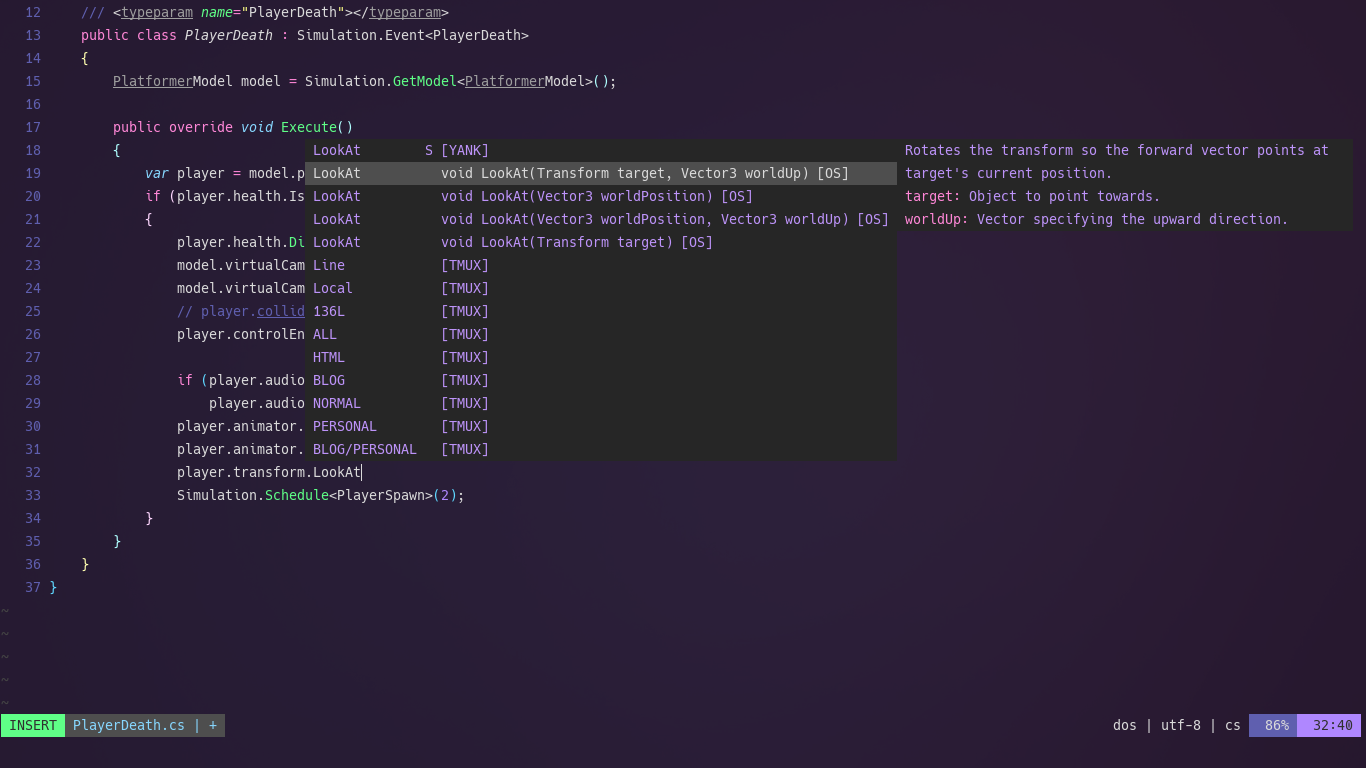 12 /// <typeparam name="PlayerDeath"></typeparam>
13 public class PlayerDeath : Simulation.Event<PlayerDeath>
14 {
15 PlatformerModel model = Simulation.GetModel<PlatformerModel>();
16
17 public override void Execute()
18 { LookAt S [YANK] Rotates the transform so the forward vector points at
19 var player = model.p LookAt void LookAt(Transform target, Vector3 worldUp) [OS] target's current position.
20 if (player.health.Is LookAt void LookAt(Vector3 worldPosition) [OS] target: Object to point towards.
21 { LookAt void LookAt(Vector3 worldPosition, Vector3 worldUp) [OS] worldUp: Vector specifying the upward direction.
22 player.health.Di LookAt void LookAt(Transform target) [OS]
23 model.virtualCam Line [TMUX]
24 model.virtualCam Local [TMUX]
25 // player.collid 136L [TMUX]
26 player.controlEn ALL [TMUX]
27 HTML [TMUX]
28 if (player.audio BLOG [TMUX]
29 player.audio NORMAL [TMUX]
30 player.animator. PERSONAL [TMUX]
31 player.animator. BLOG/PERSONAL [TMUX]
32 player.transform.LookAt
33 Simulation.Schedule<PlayerSpawn>(2);
34 }
35 }
36 }
37 }
~
~
~
~
~
INSERT PlayerDeath.cs | + dos | utf-8 | cs 86% 32:40